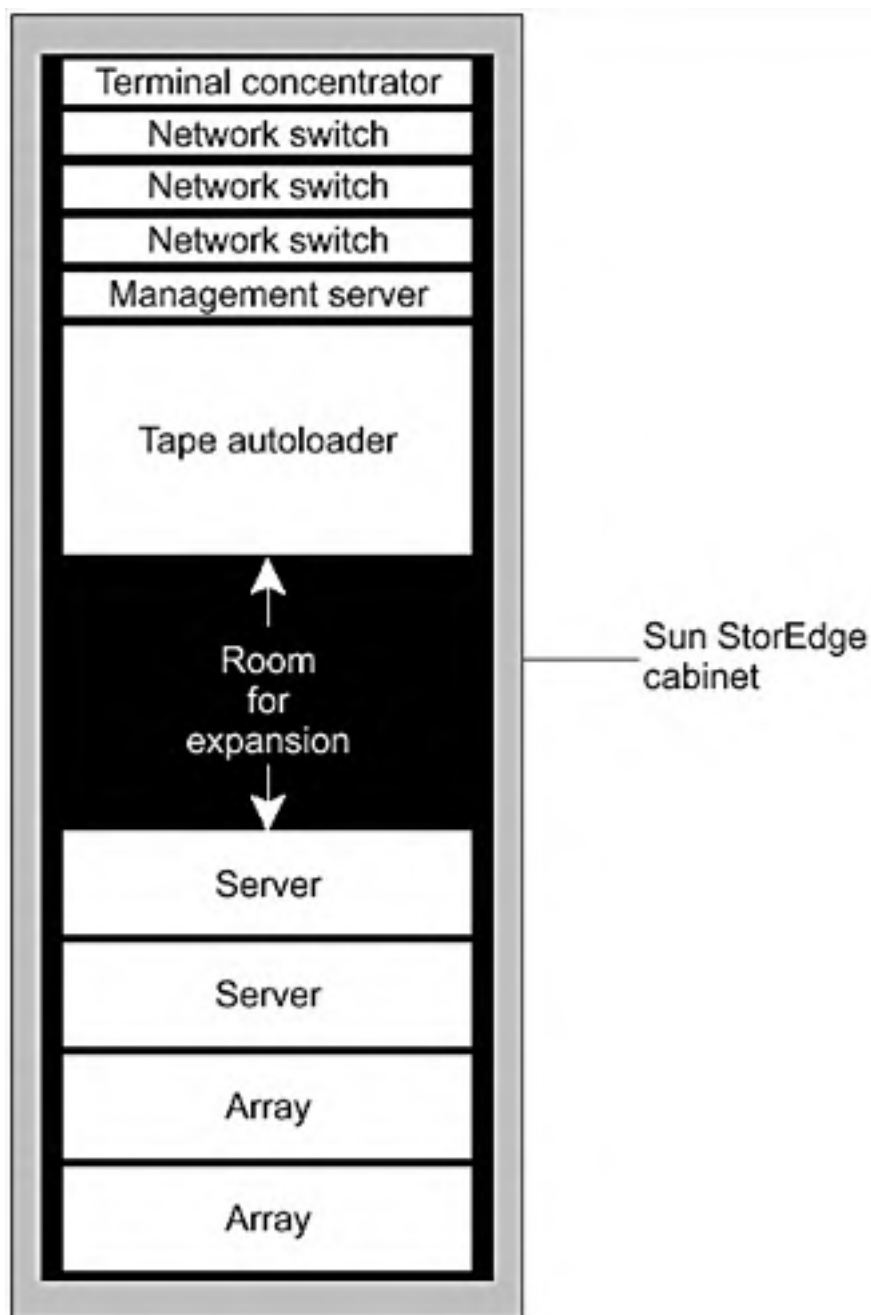 Terminal concentrator
Network switch
Network switch
Network switch
Management server
Tape autoloader
Room
for
expansion
Sun StorEdge
cabinet
Server
Server
Array
Array